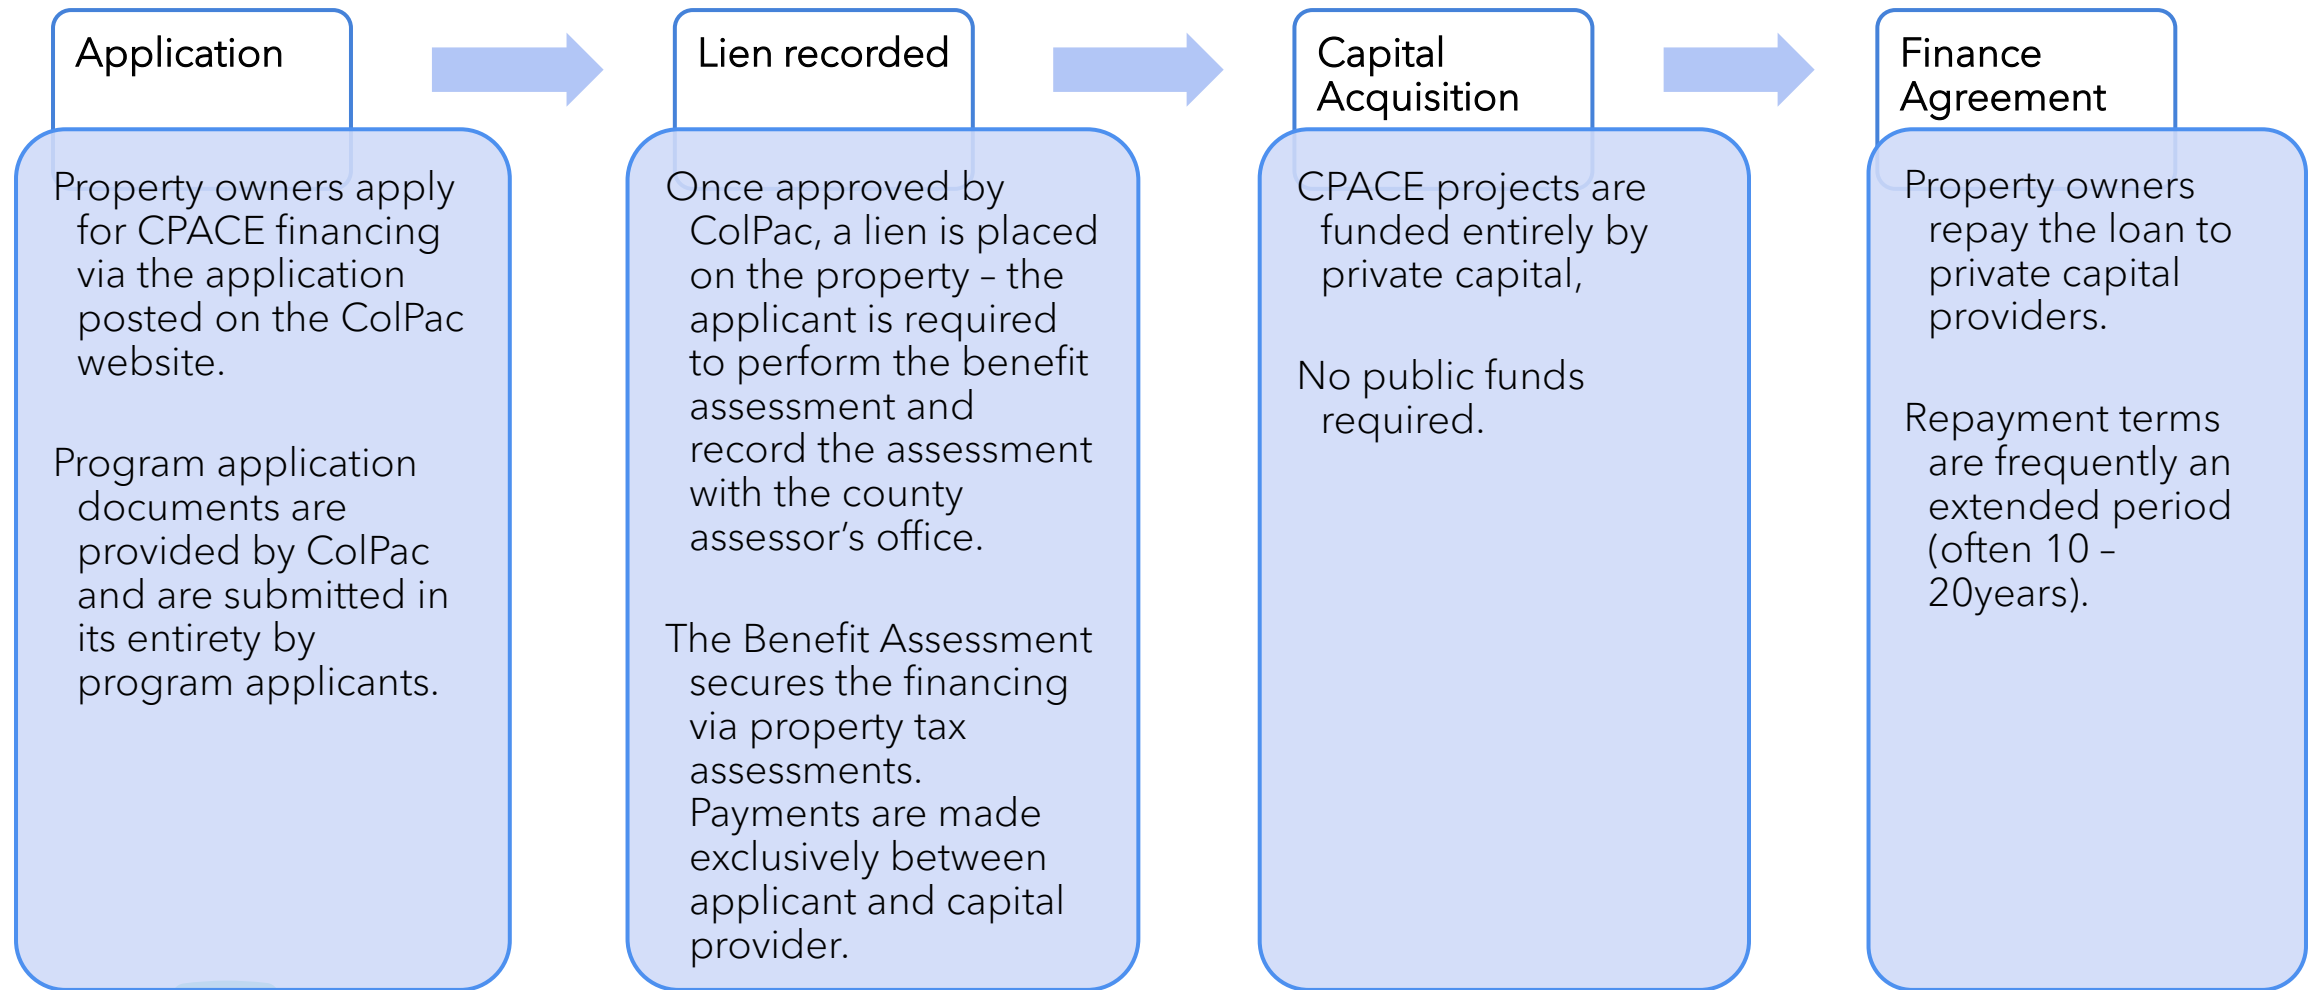 Application
Property owners apply
for CPACE financing
via the application
posted on the ColPac
website.
Program application
documents are
provided by ColPac
and are submitted in
its entirety by
program applicants.
Lien recorded
Once approved by
ColPac, a lien is placed
on the property – the
applicant is required
to perform the benefit
assessment and
record the assessment
with the county
assessor’s office.
The Benefit Assessment
secures the financing
via property tax
assessments.
Payments are made
exclusively between
applicant and capital
provider.
Capital
Acquisition
CPACE projects are
funded entirely by
private capital,
No public funds
required.
Finance
Agreement
Property owners
repay the loan to
private capital
providers.
Repayment terms
are frequently an
extended period
(often 10 –
20years).